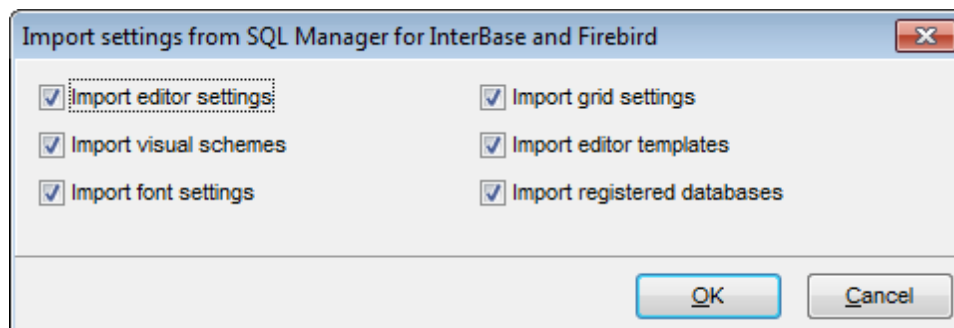 Import settings from SQL Manager for InterBase and Firebird
Import editor settings
Import grid settings
Import visual schemes
Import editor templates
Import font settings
Import registered databases
OK
Cancel